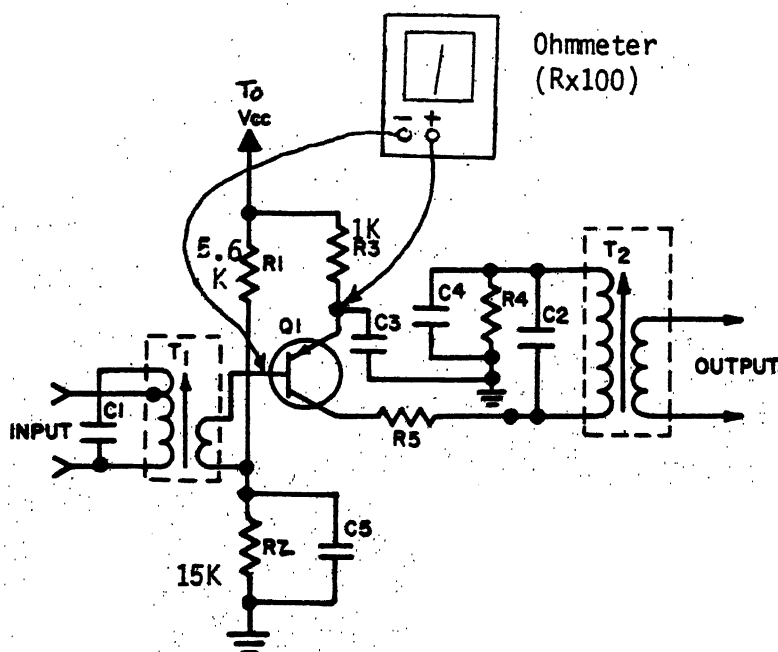 Ohmmeter
(Rx100)
To
Vcc
- +
5.6
K
R1
1K
R3
Q1
C3
C4
R4
C2
T2
OUTPUT
T1
C1
INPUT
R5
R2
C5
15K